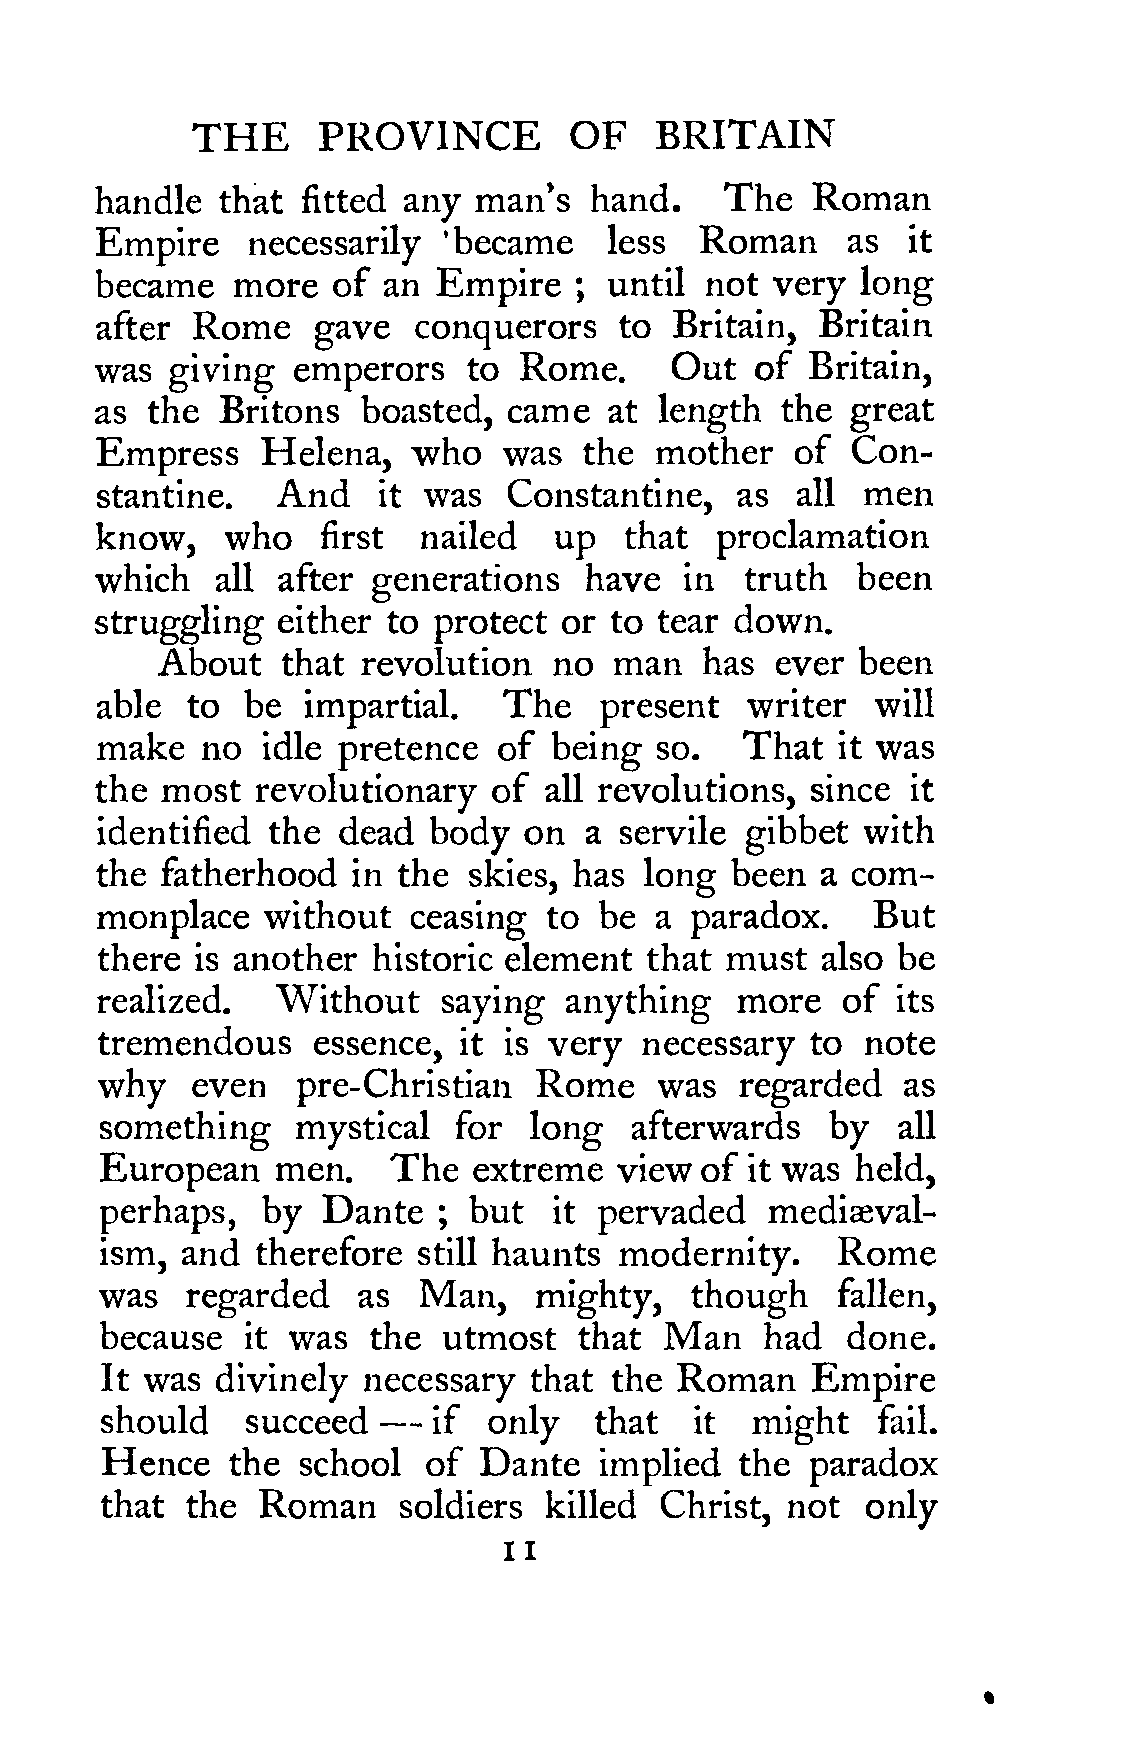 THE PROVINCE OF BRITAIN
handle that fitted any man's hand. The Roman
Empire necessarily 'became less Roman as it
became more of an Empire ; until not very long
after Rome gave conquerors to Britain, Britain
was giving emperors to Rome. Out of Britain,
as the Britons boasted, came at length the great
Empress Helena, who was the mother of Con-
stantine. And it was Constantine, as all men
know, who first nailed up that proclamation
which all after generations have in truth been
struggling either to protect or to tear down.
About that revolution no man has ever been
able to be impartial. The present writer will
make no idle pretence of being so. That it was
the most revolutionary of all revolutions, since it
identified the dead body on a servile gibbet with
the fatherhood in the skies, has long been a com-
monplace without ceasing to be a paradox. But
there is another historic element that must also be
realized. Without saying anything more of its
tremendous essence, it is very necessary to note
why even pre-Christian Rome was regarded as
something mystical for long afterwards by all
European men. The extreme view of it was held,
perhaps, by Dante ; but it pervaded mediæval-
ism, and therefore still haunts modernity. Rome
was regarded as Man, mighty, though fallen,
because it was the utmost that Man had done.
It was divinely necessary that the Roman Empire
should succeed — if only that it might fail.
Hence the school of Dante implied the paradox
that the Roman soldiers killed Christ, not only
11